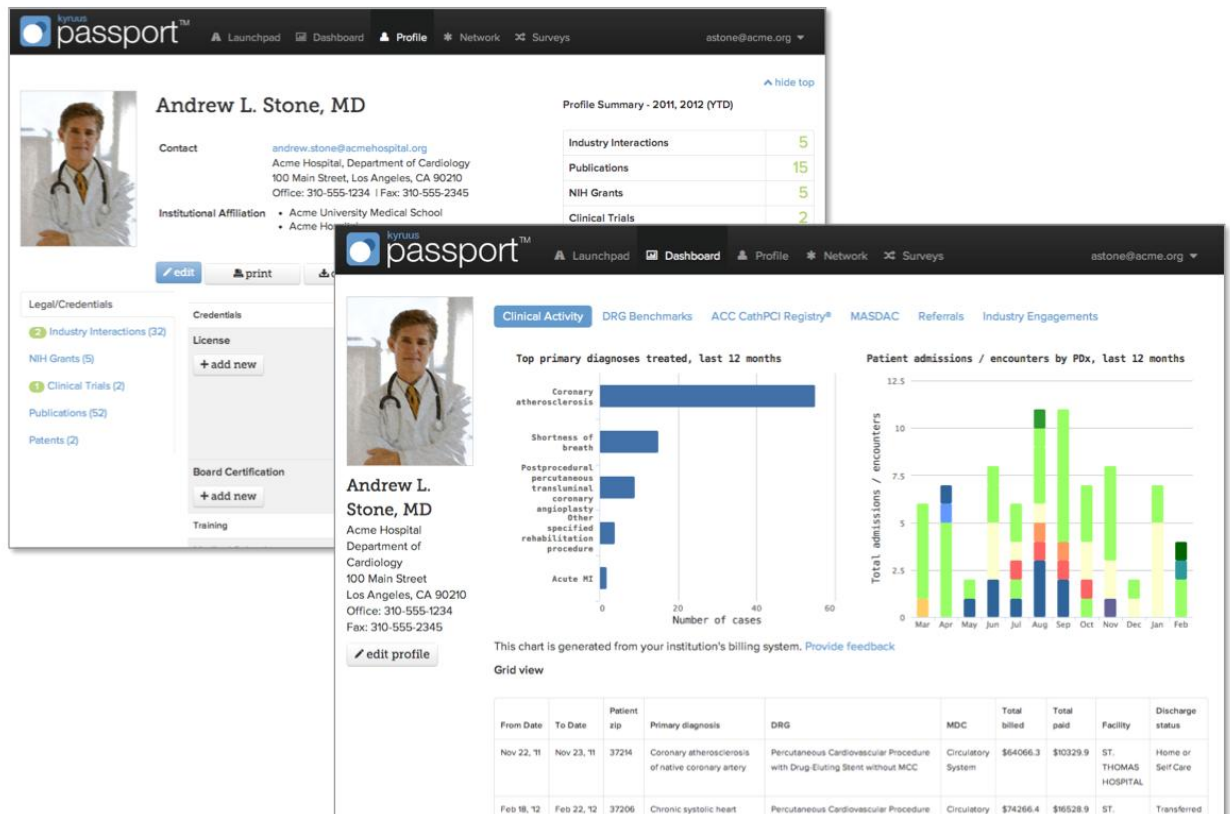 kyruus
passport™
Launchpad Dashboard Profile Network Surveys astone@acme.org
hide top
Andrew L. Stone, MD
Profile Summary - 2011, 2012 (YTD)
Contact andrew.stone@acmehospital.org
Acme Hospital, Department of Cardiology
100 Main Street, Los Angeles, CA 90210
Office: 310-555-1234 | Fax: 310-555-2345
Institutional Affiliation • Acme University Medical School
• Acme
Industry Interactions 5
Publications 15
NIH Grants 5
Clinical Trials 2
edit print
Legal/Credentials
2 Industry Interactions (32)
NIH Grants (5)
1 Clinical Trials (2)
Publications (52)
Patents (2)
Credentials
License
+ add new
Board Certification
+ add new
Training
kyruus
passport™
Launchpad Dashboard Profile Network Surveys astone@acme.org
Andrew L.
Stone, MD
Acme Hospital
Department of
Cardiology
100 Main Street
Los Angeles, CA 90210
Office: 310-555-1234
Fax: 310-555-2345
edit profile
Clinical Activity DRG Benchmarks ACC CathPCI Registry® MASDAC Referrals Industry Engagements
Top primary diagnoses treated, last 12 months
Coronary
atherosclerosis
Shortness of
breath
Postprocedural
percutaneous
transluminal
coronary
angioplasty
Other
specified
rehabilitation
procedure
Acute MI
0 20 40 60
Number of cases
Patient admissions / encounters by PDx, last 12 months
Total admissions / encounters
12.5
10
7.5
5
2.5
0
Mar Apr May Jun Jul Aug Sep Oct Nov Dec Jan Feb
This chart is generated from your institution's billing system. Provide feedback
Grid view
From Date To Date Patient zip Primary diagnosis DRG MDC Total billed Total paid Facility Discharge status
Nov 22, '11 Nov 23, '11 37214 Coronary atherosclerosis Percutaneous Cardiovascular Procedure Circulatory $64066.3 $10329.9 ST. Home or
of native coronary artery with Drug-Eluting Stent without MCC System THOMAS Self Care
HOSPITAL
Feb 18, '12 Feb 22, '12 37206 Chronic systolic heart Percutaneous Cardiovascular Procedure Circulatory $74266.4 $16528.9 ST. Transferred